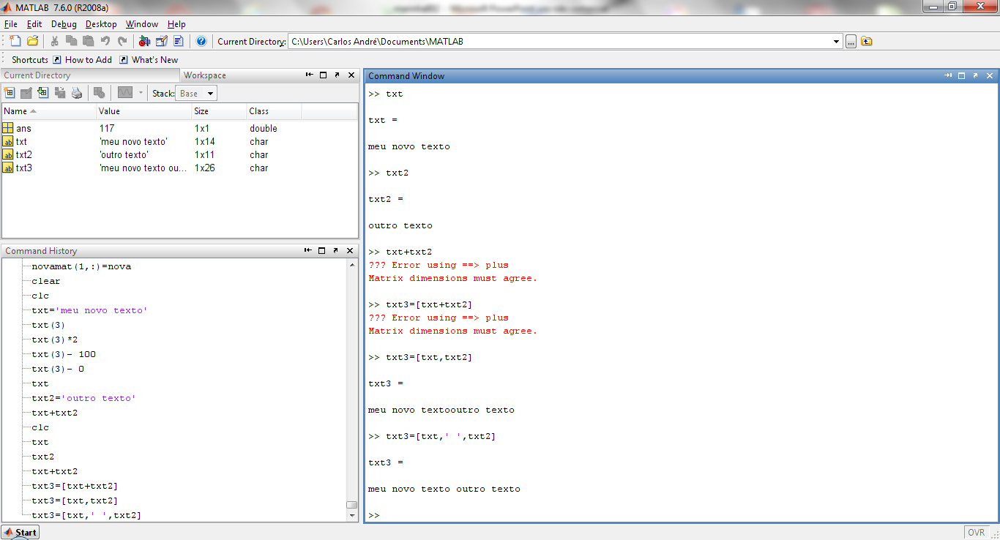 MATLAB 7.6.0 (R2008a)
File Edit Debug Desktop Window Help
Current Directory: C:\Users\Carlos André\Documents\MATLAB ...
Shortcuts How to Add What's New
Current Directory Workspace
Stack: Base
Name Value Size Class
ans 117 1x1 double
txt 'meu novo texto' 1x14 char
txt2 'outro texto' 1x11 char
txt3 'meu novo texto ou... 1x26 char
Command History
novamat(1,:)=nova
clear
clc
txt='meu novo texto'
txt(3)
txt(3)*2
txt(3)- 100
txt(3)- 0
txt
txt2='outro texto'
txt+txt2
clc
txt
txt2
txt+txt2
txt3=[txt+txt2]
txt3=[txt,txt2]
txt3=[txt,' ',txt2]
Command Window
>> txt
txt =
meu novo texto
>> txt2
txt2 =
outro texto
>> txt+txt2
??? Error using ==> plus
Matrix dimensions must agree.
>> txt3=[txt+txt2]
??? Error using ==> plus
Matrix dimensions must agree.
>> txt3=[txt,txt2]
txt3 =
meu novo textooutro texto
>> txt3=[txt,' ',txt2]
txt3 =
meu novo texto outro texto
>>
Start
OVR